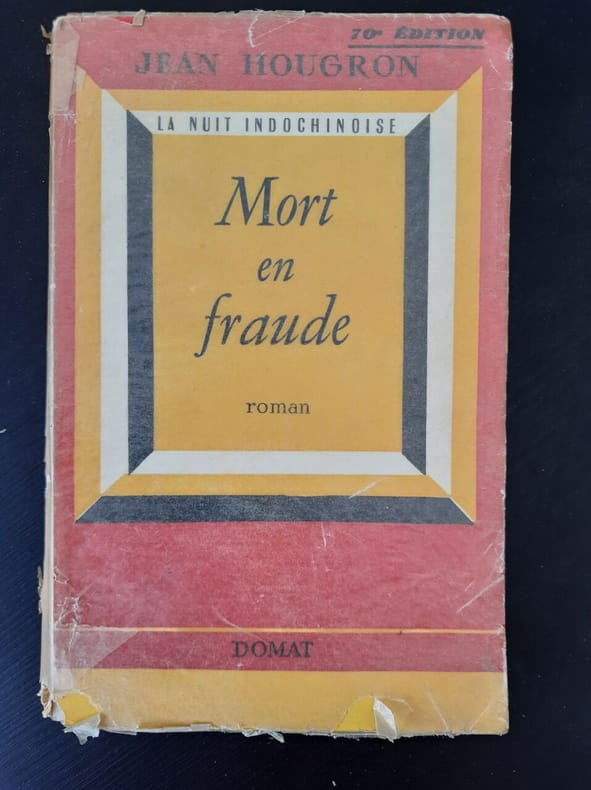 70e ÉDITION
JEAN HOUGRON
LA NUIT INDOCHINOISE
Mort
en
fraude
roman
DOMAT